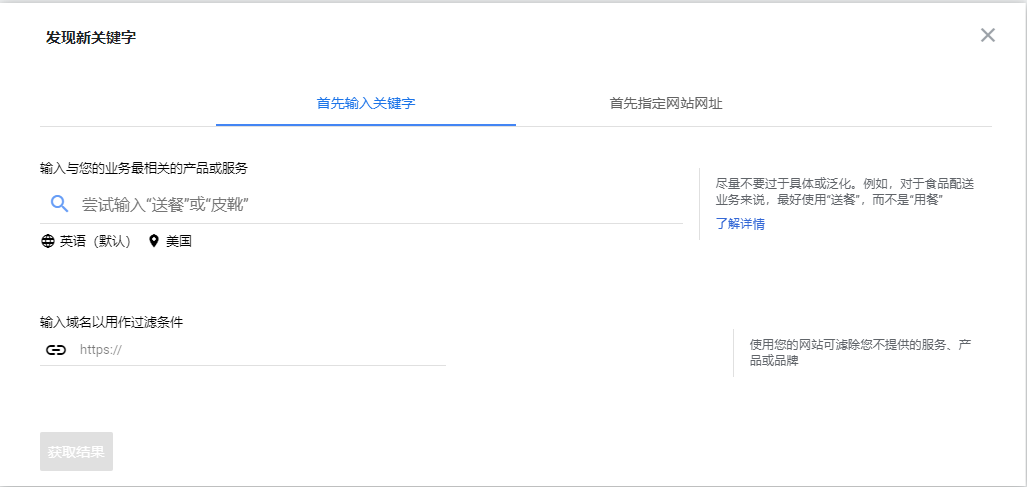 发现新关键字
首先输入关键字
首先指定网站网址
输入与您的业务最相关的产品或服务
尝试输入“送餐”或“皮靴”
英语（默认） 美国
尽量不要过于具体或泛化。例如，对于食品配送
业务来说，最好使用“送餐”，而不是“用餐”
了解详情
输入域名以用作过滤条件
https://
使用您的网站可滤除您不提供的服务、产
品或品牌
获取结果